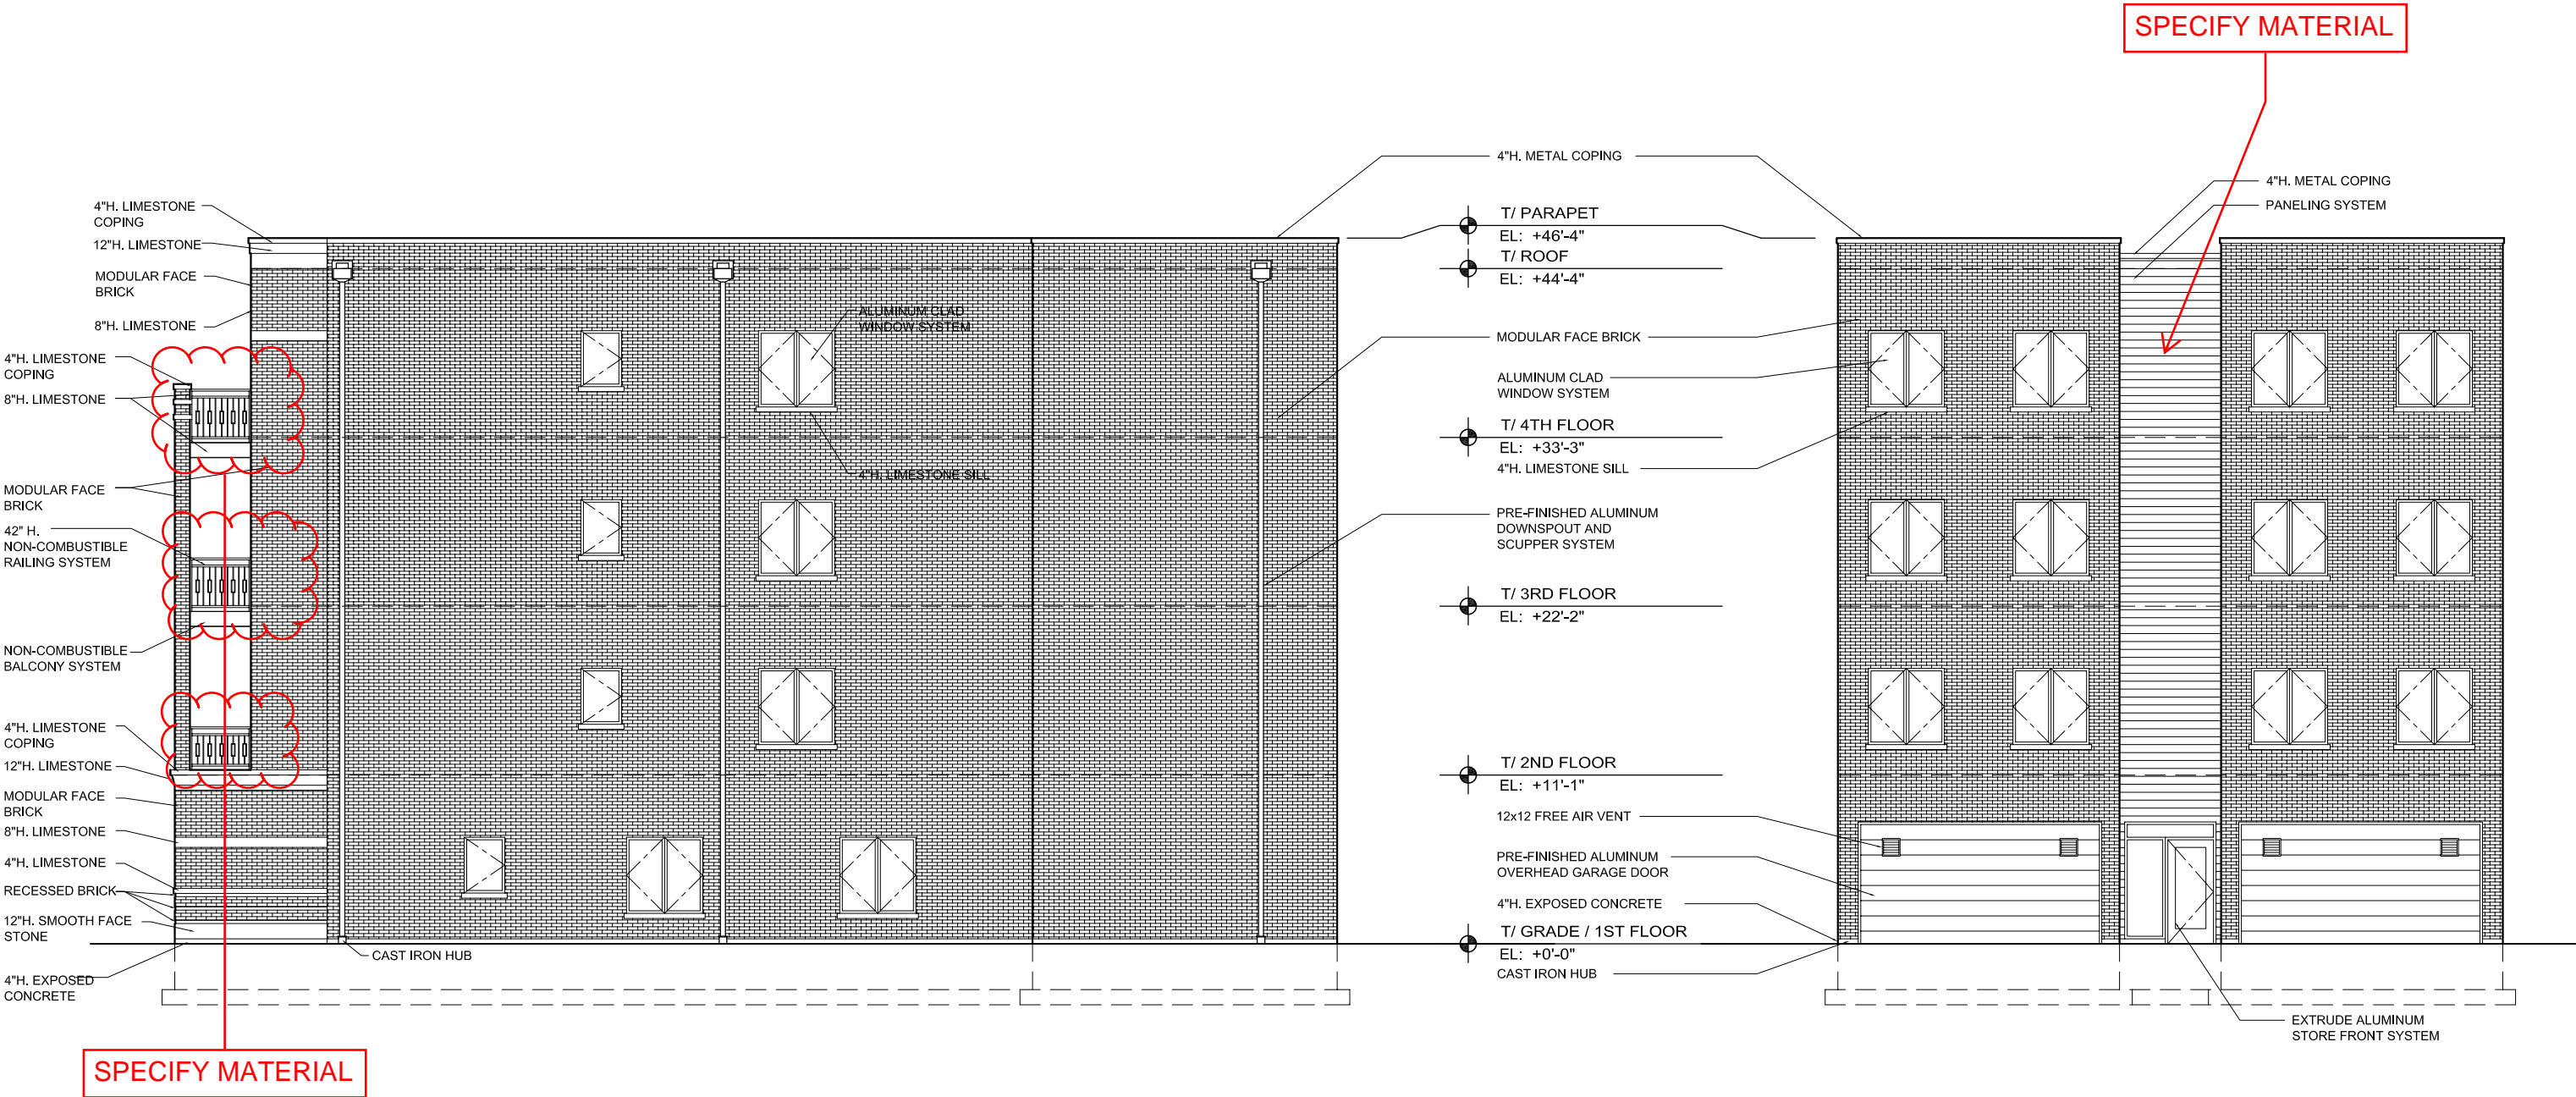 SPECIFY MATERIAL
4"H. LIMESTONE
COPING
12"H. LIMESTONE
MODULAR FACE
BRICK
8"H. LIMESTONE
4"H. LIMESTONE
COPING
8"H. LIMESTONE
MODULAR FACE
BRICK
42" H.
NON-COMBUSTIBLE
RAILING SYSTEM
NON-COMBUSTIBLE
BALCONY SYSTEM
4"H. LIMESTONE
COPING
12"H. LIMESTONE
MODULAR FACE
BRICK
8"H. LIMESTONE
4"H. LIMESTONE
RECESSED BRICK
12"H. SMOOTH FACE
STONE
4"H. EXPOSED
CONCRETE
SPECIFY MATERIAL
CAST IRON HUB
ALUMINUM CLAD
WINDOW SYSTEM
4"H. LIMESTONE SILL
4"H. METAL COPING
T/ PARAPET
EL: +46'-4"
T/ ROOF
EL: +44'-4"
MODULAR FACE BRICK
ALUMINUM CLAD
WINDOW SYSTEM
T/ 4TH FLOOR
EL: +33'-3"
4"H. LIMESTONE SILL
PRE-FINISHED ALUMINUM
DOWNSPOUT AND
SCUPPER SYSTEM
T/ 3RD FLOOR
EL: +22'-2"
T/ 2ND FLOOR
EL: +11'-1"
12x12 FREE AIR VENT
PRE-FINISHED ALUMINUM
OVERHEAD GARAGE DOOR
4"H. EXPOSED CONCRETE
T/ GRADE / 1ST FLOOR
EL: +0'-0"
CAST IRON HUB
4"H. METAL COPING
PANELING SYSTEM
EXTRUDE ALUMINUM
STORE FRONT SYSTEM